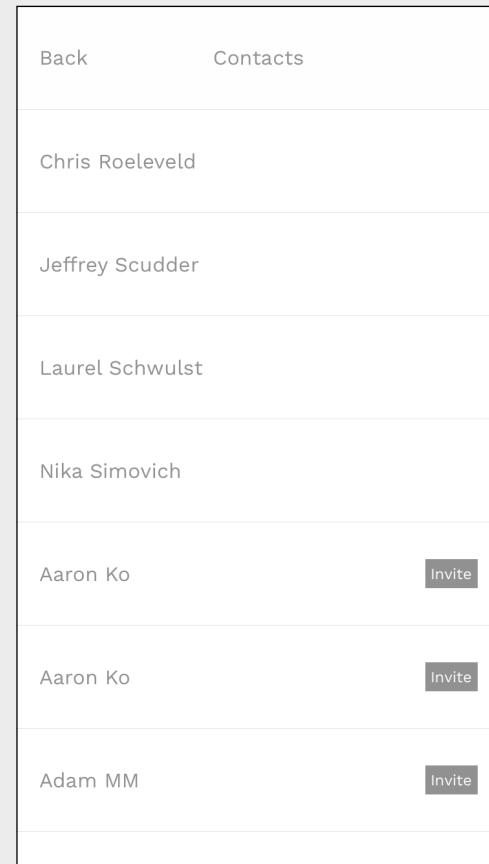 Back Contacts
Chris Roeleveld
Jeffrey Scudder
Laurel Schwulst
Nika Simovich
Aaron Ko Invite
Aaron Ko Invite
Adam MM Invite